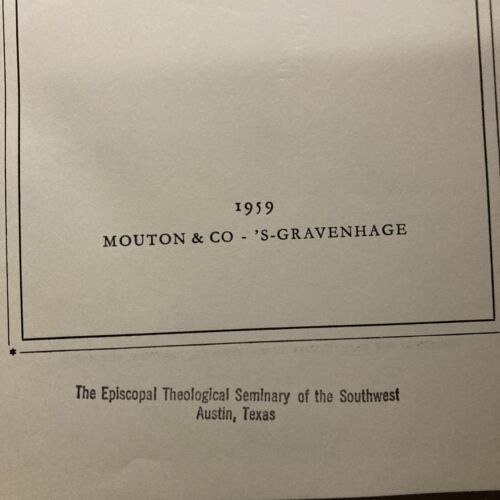 1959
MOUTON & CO - 'S-GRAVENHAGE
*
The Episcopal Theological Seminary of the Southwest
Austin, Texas